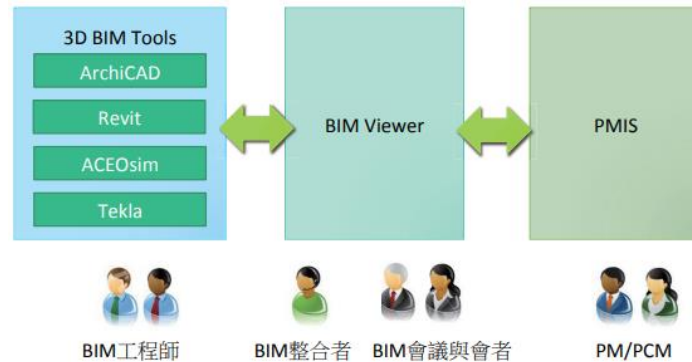 3D BIM Tools
ArchiCAD
Revit
ACEOsim
Tekla
BIM Viewer
PMIS
BIM工程師
BIM整合者
BIM會議與會者
PM/PCM